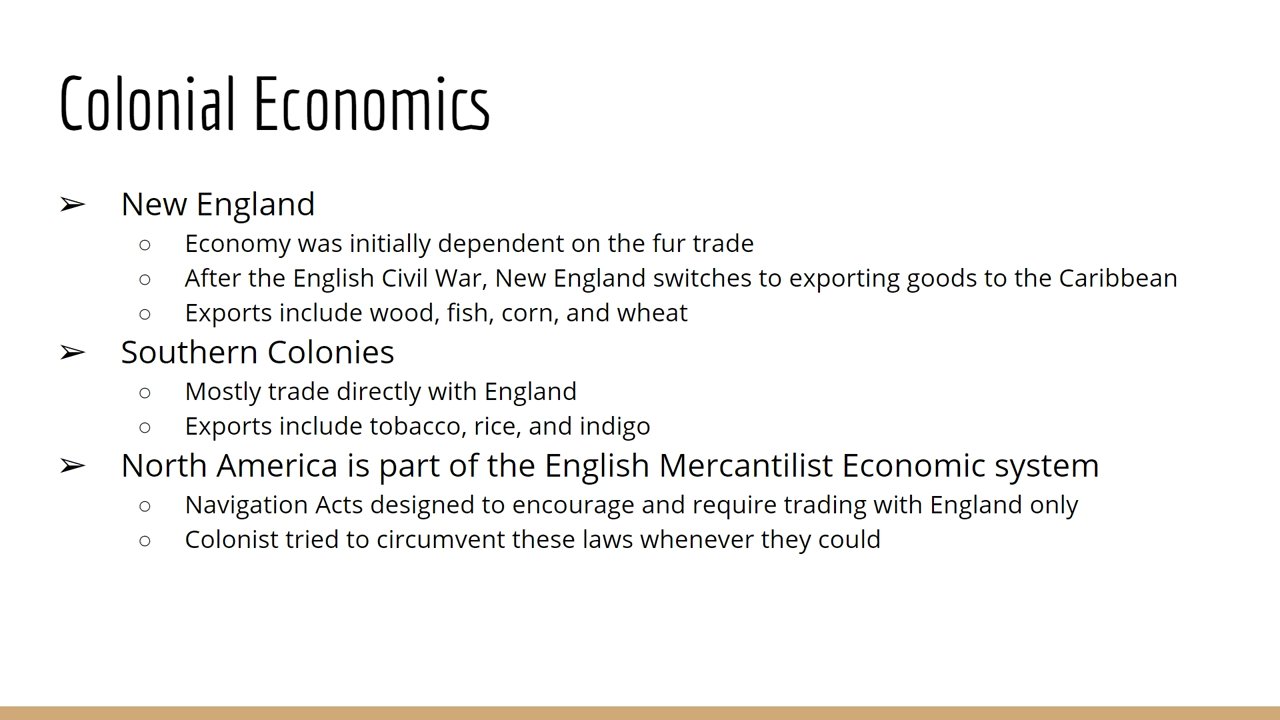 Colonial Economics
➢ New England
○ Economy was initially dependent on the fur trade
○ After the English Civil War, New England switches to exporting goods to the Caribbean
○ Exports include wood, fish, corn, and wheat
➢ Southern Colonies
○ Mostly trade directly with England
○ Exports include tobacco, rice, and indigo
➢ North America is part of the English Mercantilist Economic system
○ Navigation Acts designed to encourage and require trading with England only
○ Colonist tried to circumvent these laws whenever they could